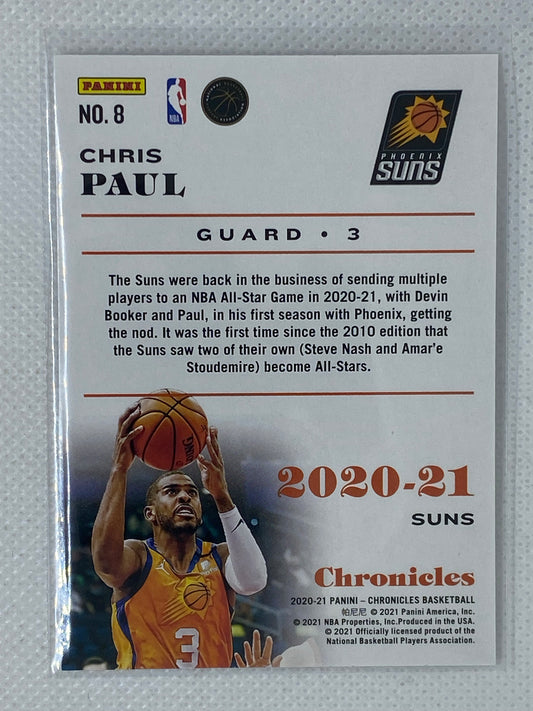 PANINI
NBA
NO. 8
PHOENIX
SUNS
CHRIS
PAUL
GUARD • 3
The Suns were back in the business of sending multiple
players to an NBA All-Star Game in 2020-21, with Devin
Booker and Paul, in his first season with Phoenix, getting
the nod. It was the first time since the 2010 edition that
the Suns saw two of their own (Steve Nash and Amar'e
Stoudemire) become All-Stars.
2020-21
SUNS
Chronicles
2020-21 PANINI – CHRONICLES BASKETBALL
帕尼尼 © 2021 Panini America, Inc.
© 2021 NBA Properties, Inc.Produced in the USA.
© 2021 Officially licensed product of the
National Basketball Players Association.
3